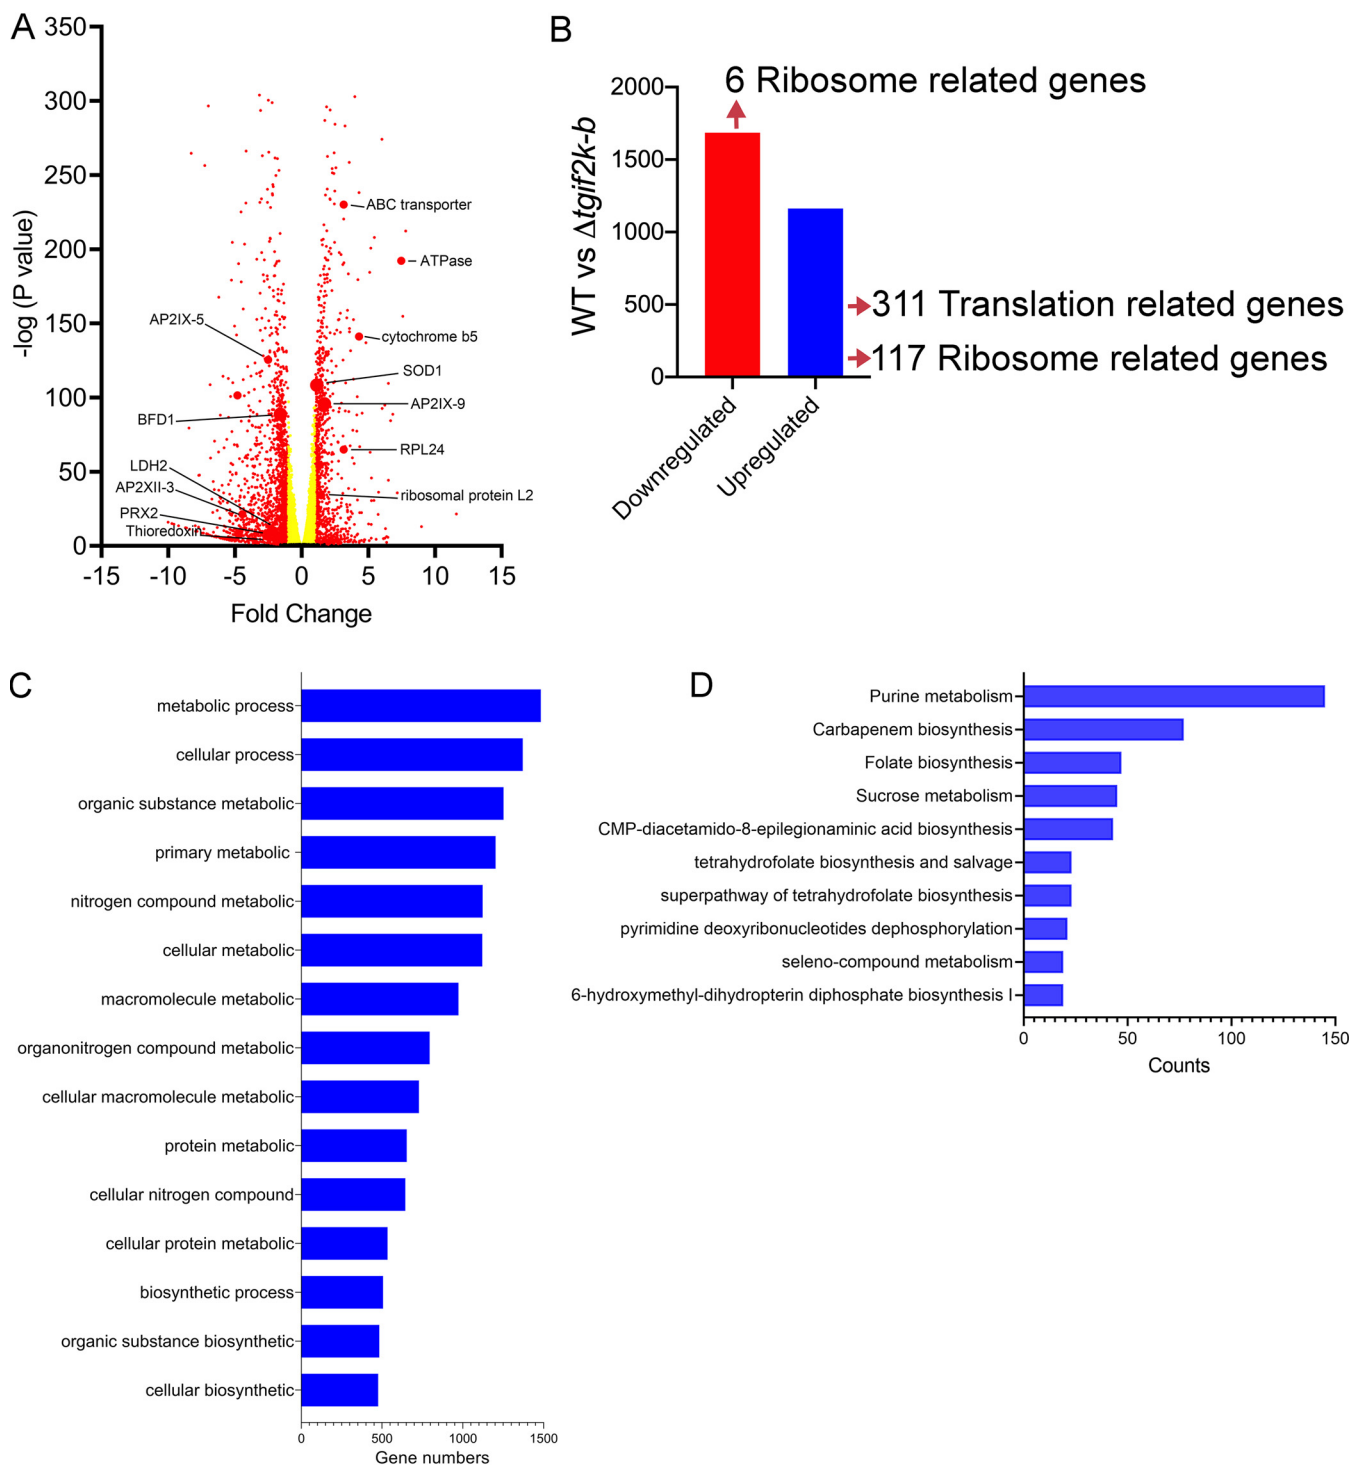 A
350
300
250
200
150
100
50
0
-log (P value)
ABC transporter
ATPase
AP2IX-5
cytochrome b5
SOD1
AP2IX-9
BFD1
RPL24
LDH2
AP2XII-3
ribosomal protein L2
PRX2
Thioredoxin
-15 -10 -5 0 5 10 15
Fold Change
B
6 Ribosome related genes
2000
1500
1000
500
0
WT vs Δtgif2k-b
311 Translation related genes
117 Ribosome related genes
Downregulated
Upregulated
C
metabolic process
cellular process
organic substance metabolic
primary metabolic
nitrogen compound metabolic
cellular metabolic
macromolecule metabolic
organonitrogen compound metabolic
cellular macromolecule metabolic
protein metabolic
cellular nitrogen compound
cellular protein metabolic
biosynthetic process
organic substance biosynthetic
cellular biosynthetic
0 500 1000 1500
Gene numbers
D
Purine metabolism
Carbapenem biosynthesis
Folate biosynthesis
Sucrose metabolism
CMP-diacetamido-8-epilegionaminic acid biosynthesis
tetrahydrofolate biosynthesis and salvage
superpathway of tetrahydrofolate biosynthesis
pyrimidine deoxyribonucleotides dephosphorylation
seleno-compound metabolism
6-hydroxymethyl-dihydropterin diphosphate biosynthesis I
0 50 100 150
Counts